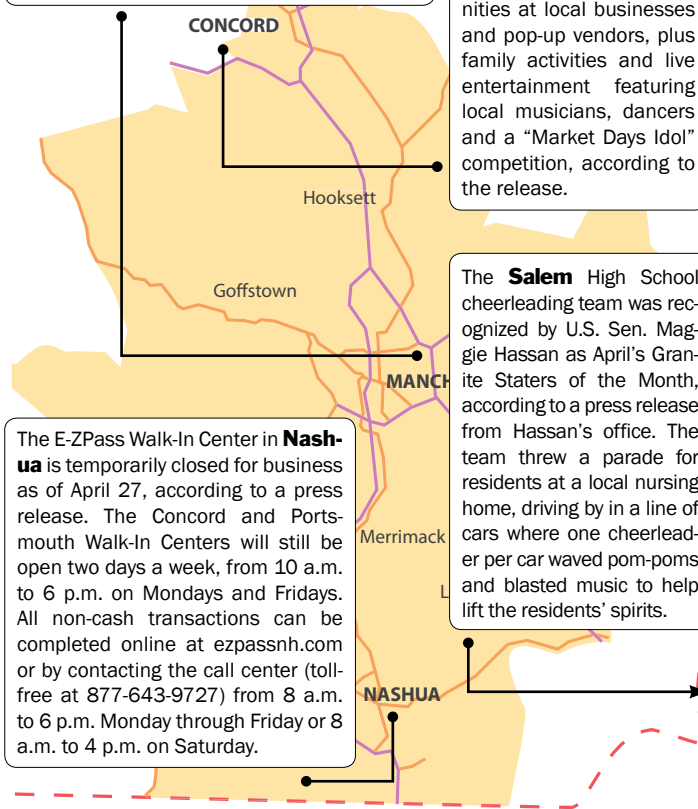 CONCORD
nities at local businesses
and pop-up vendors, plus
family activities and live
entertainment featuring
local musicians, dancers
and a “Market Days Idol”
competition, according to
the release.
Hooksett
Goffstown
MANCH
The Salem High School
cheerleading team was rec-
ognized by U.S. Sen. Mag-
gie Hassan as April’s Gran-
ite Staters of the Month,
according to a press release
from Hassan’s office. The
team threw a parade for
residents at a local nursing
home, driving by in a line of
cars where one cheerlead-
er per car waved pom-poms
and blasted music to help
lift the residents’ spirits.
The E-ZPass Walk-In Center in Nash-
ua is temporarily closed for business
as of April 27, according to a press
release. The Concord and Ports-
mouth Walk-In Centers will still be
open two days a week, from 10 a.m.
to 6 p.m. on Mondays and Fridays.
All non-cash transactions can be
completed online at ezpassnh.com
or by contacting the call center (toll-
free at 877-643-9727) from 8 a.m.
to 6 p.m. Monday through Friday or 8
a.m. to 4 p.m. on Saturday.
Merrimack
L
NASHUA